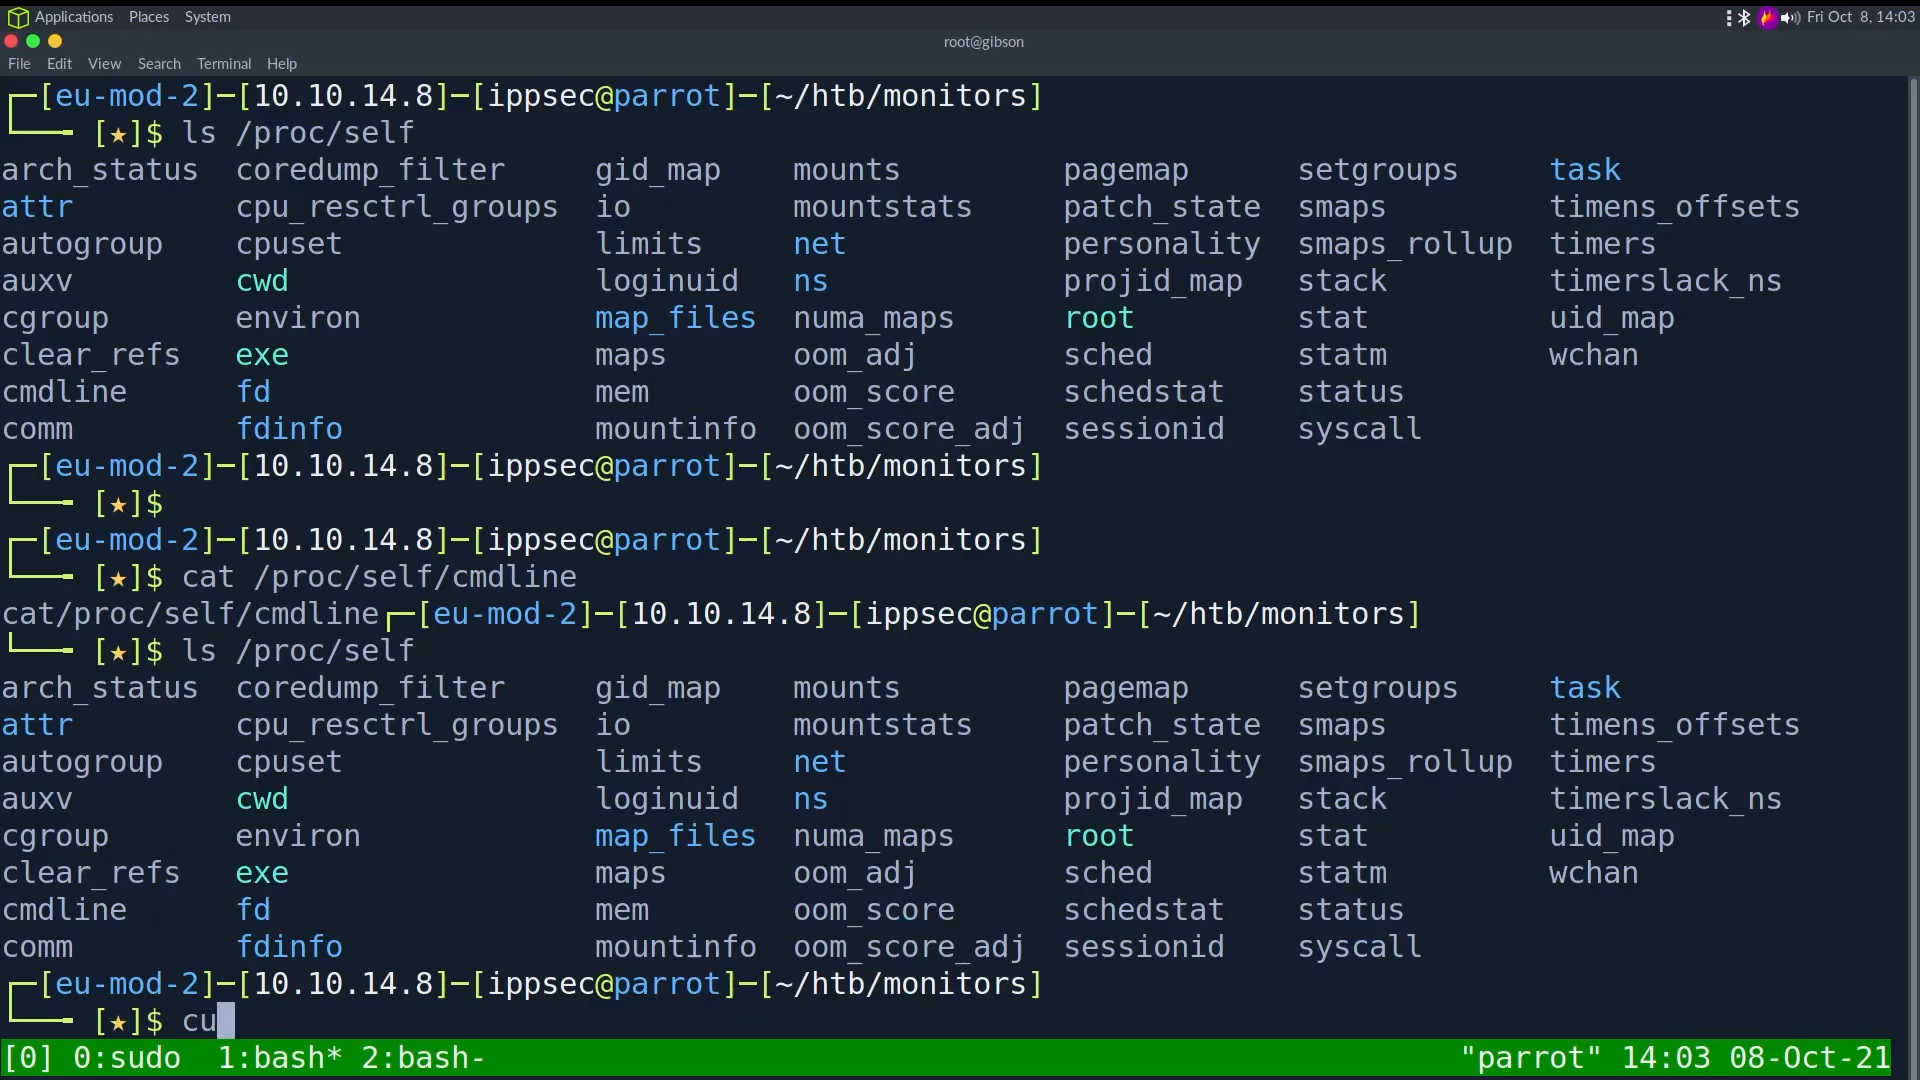 Applications Places System Fri Oct 8, 14:03
root@gibson
File Edit View Search Terminal Help
┌─[eu-mod-2]─[10.10.14.8]─[ippsec@parrot]─[~/htb/monitors]
└──╼ [★]$ ls /proc/self
arch_status coredump_filter gid_map mounts pagemap setgroups task
attr cpu_resctrl_groups io mountstats patch_state smaps timens_offsets
autogroup cpuset limits net personality smaps_rollup timers
auxv cwd loginuid ns projid_map stack timerslack_ns
cgroup environ map_files numa_maps root stat uid_map
clear_refs exe maps oom_adj sched statm wchan
cmdline fd mem oom_score schedstat status
comm fdinfo mountinfo oom_score_adj sessionid syscall
┌─[eu-mod-2]─[10.10.14.8]─[ippsec@parrot]─[~/htb/monitors]
└──╼ [★]$
┌─[eu-mod-2]─[10.10.14.8]─[ippsec@parrot]─[~/htb/monitors]
└──╼ [★]$ cat /proc/self/cmdline
cat/proc/self/cmdline┌─[eu-mod-2]─[10.10.14.8]─[ippsec@parrot]─[~/htb/monitors]
└──╼ [★]$ ls /proc/self
arch_status coredump_filter gid_map mounts pagemap setgroups task
attr cpu_resctrl_groups io mountstats patch_state smaps timens_offsets
autogroup cpuset limits net personality smaps_rollup timers
auxv cwd loginuid ns projid_map stack timerslack_ns
cgroup environ map_files numa_maps root stat uid_map
clear_refs exe maps oom_adj sched statm wchan
cmdline fd mem oom_score schedstat status
comm fdinfo mountinfo oom_score_adj sessionid syscall
┌─[eu-mod-2]─[10.10.14.8]─[ippsec@parrot]─[~/htb/monitors]
└──╼ [★]$ cu
[0] 0:sudo 1:bash* 2:bash- "parrot" 14:03 08-Oct-21